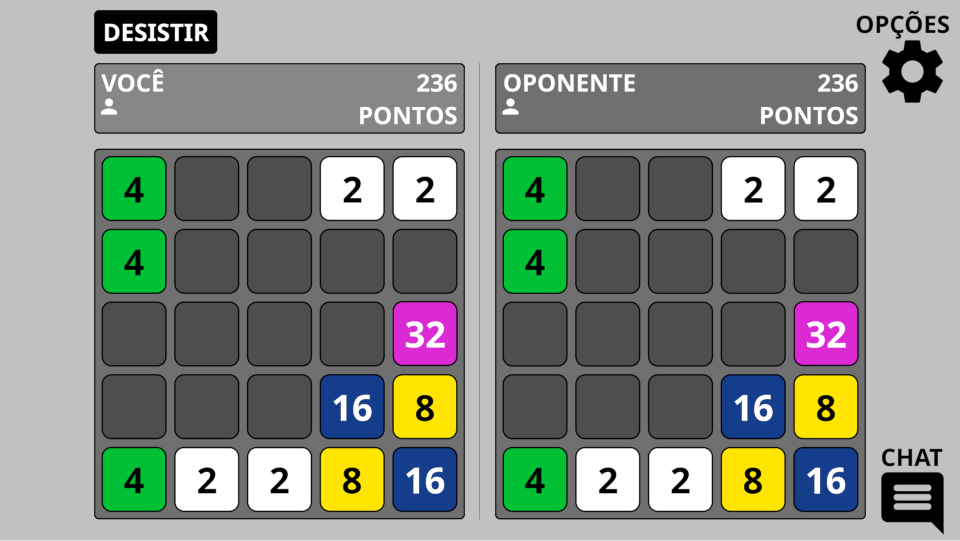 DESISTIR
OPÇÕES
VOCÊ 236
PONTOS
OPONENTE 236
PONTOS
4 2 2
4
32
16 8
4 2 2 8 16
4 2 2
4
32
16 8
4 2 2 8 16
CHAT